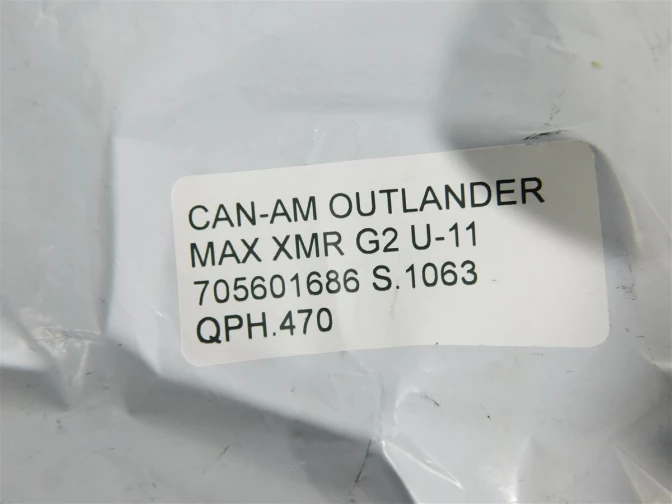 CAN-AM OUTLANDER
MAX XMR G2 U-11
705601686 S.1063
QPH.470